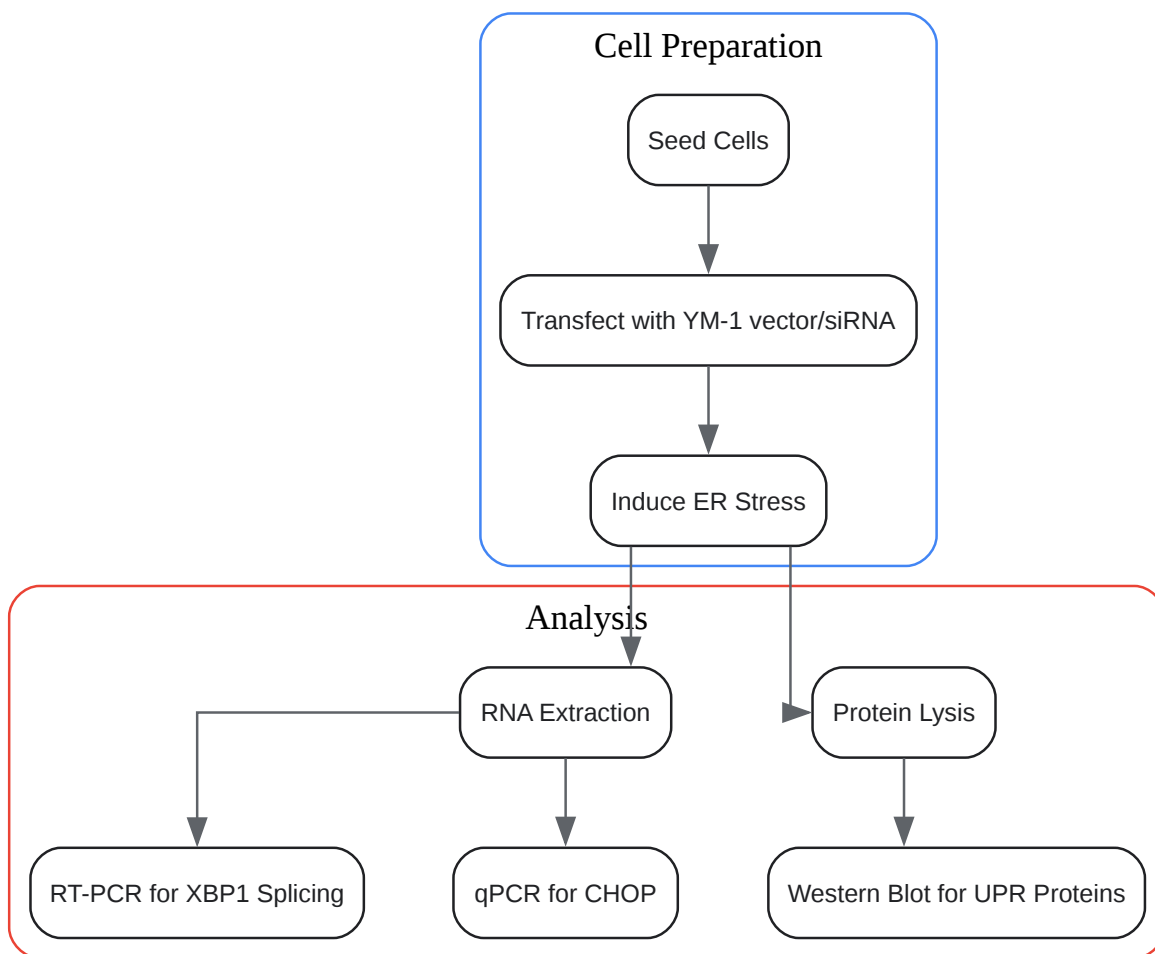 Cell Preparation
Seed Cells
Transfect with YM-1 vector/siRNA
Induce ER Stress
Analysis
RNA Extraction
Protein Lysis
RT-PCR for XBP1 Splicing
qPCR for CHOP
Western Blot for UPR Proteins